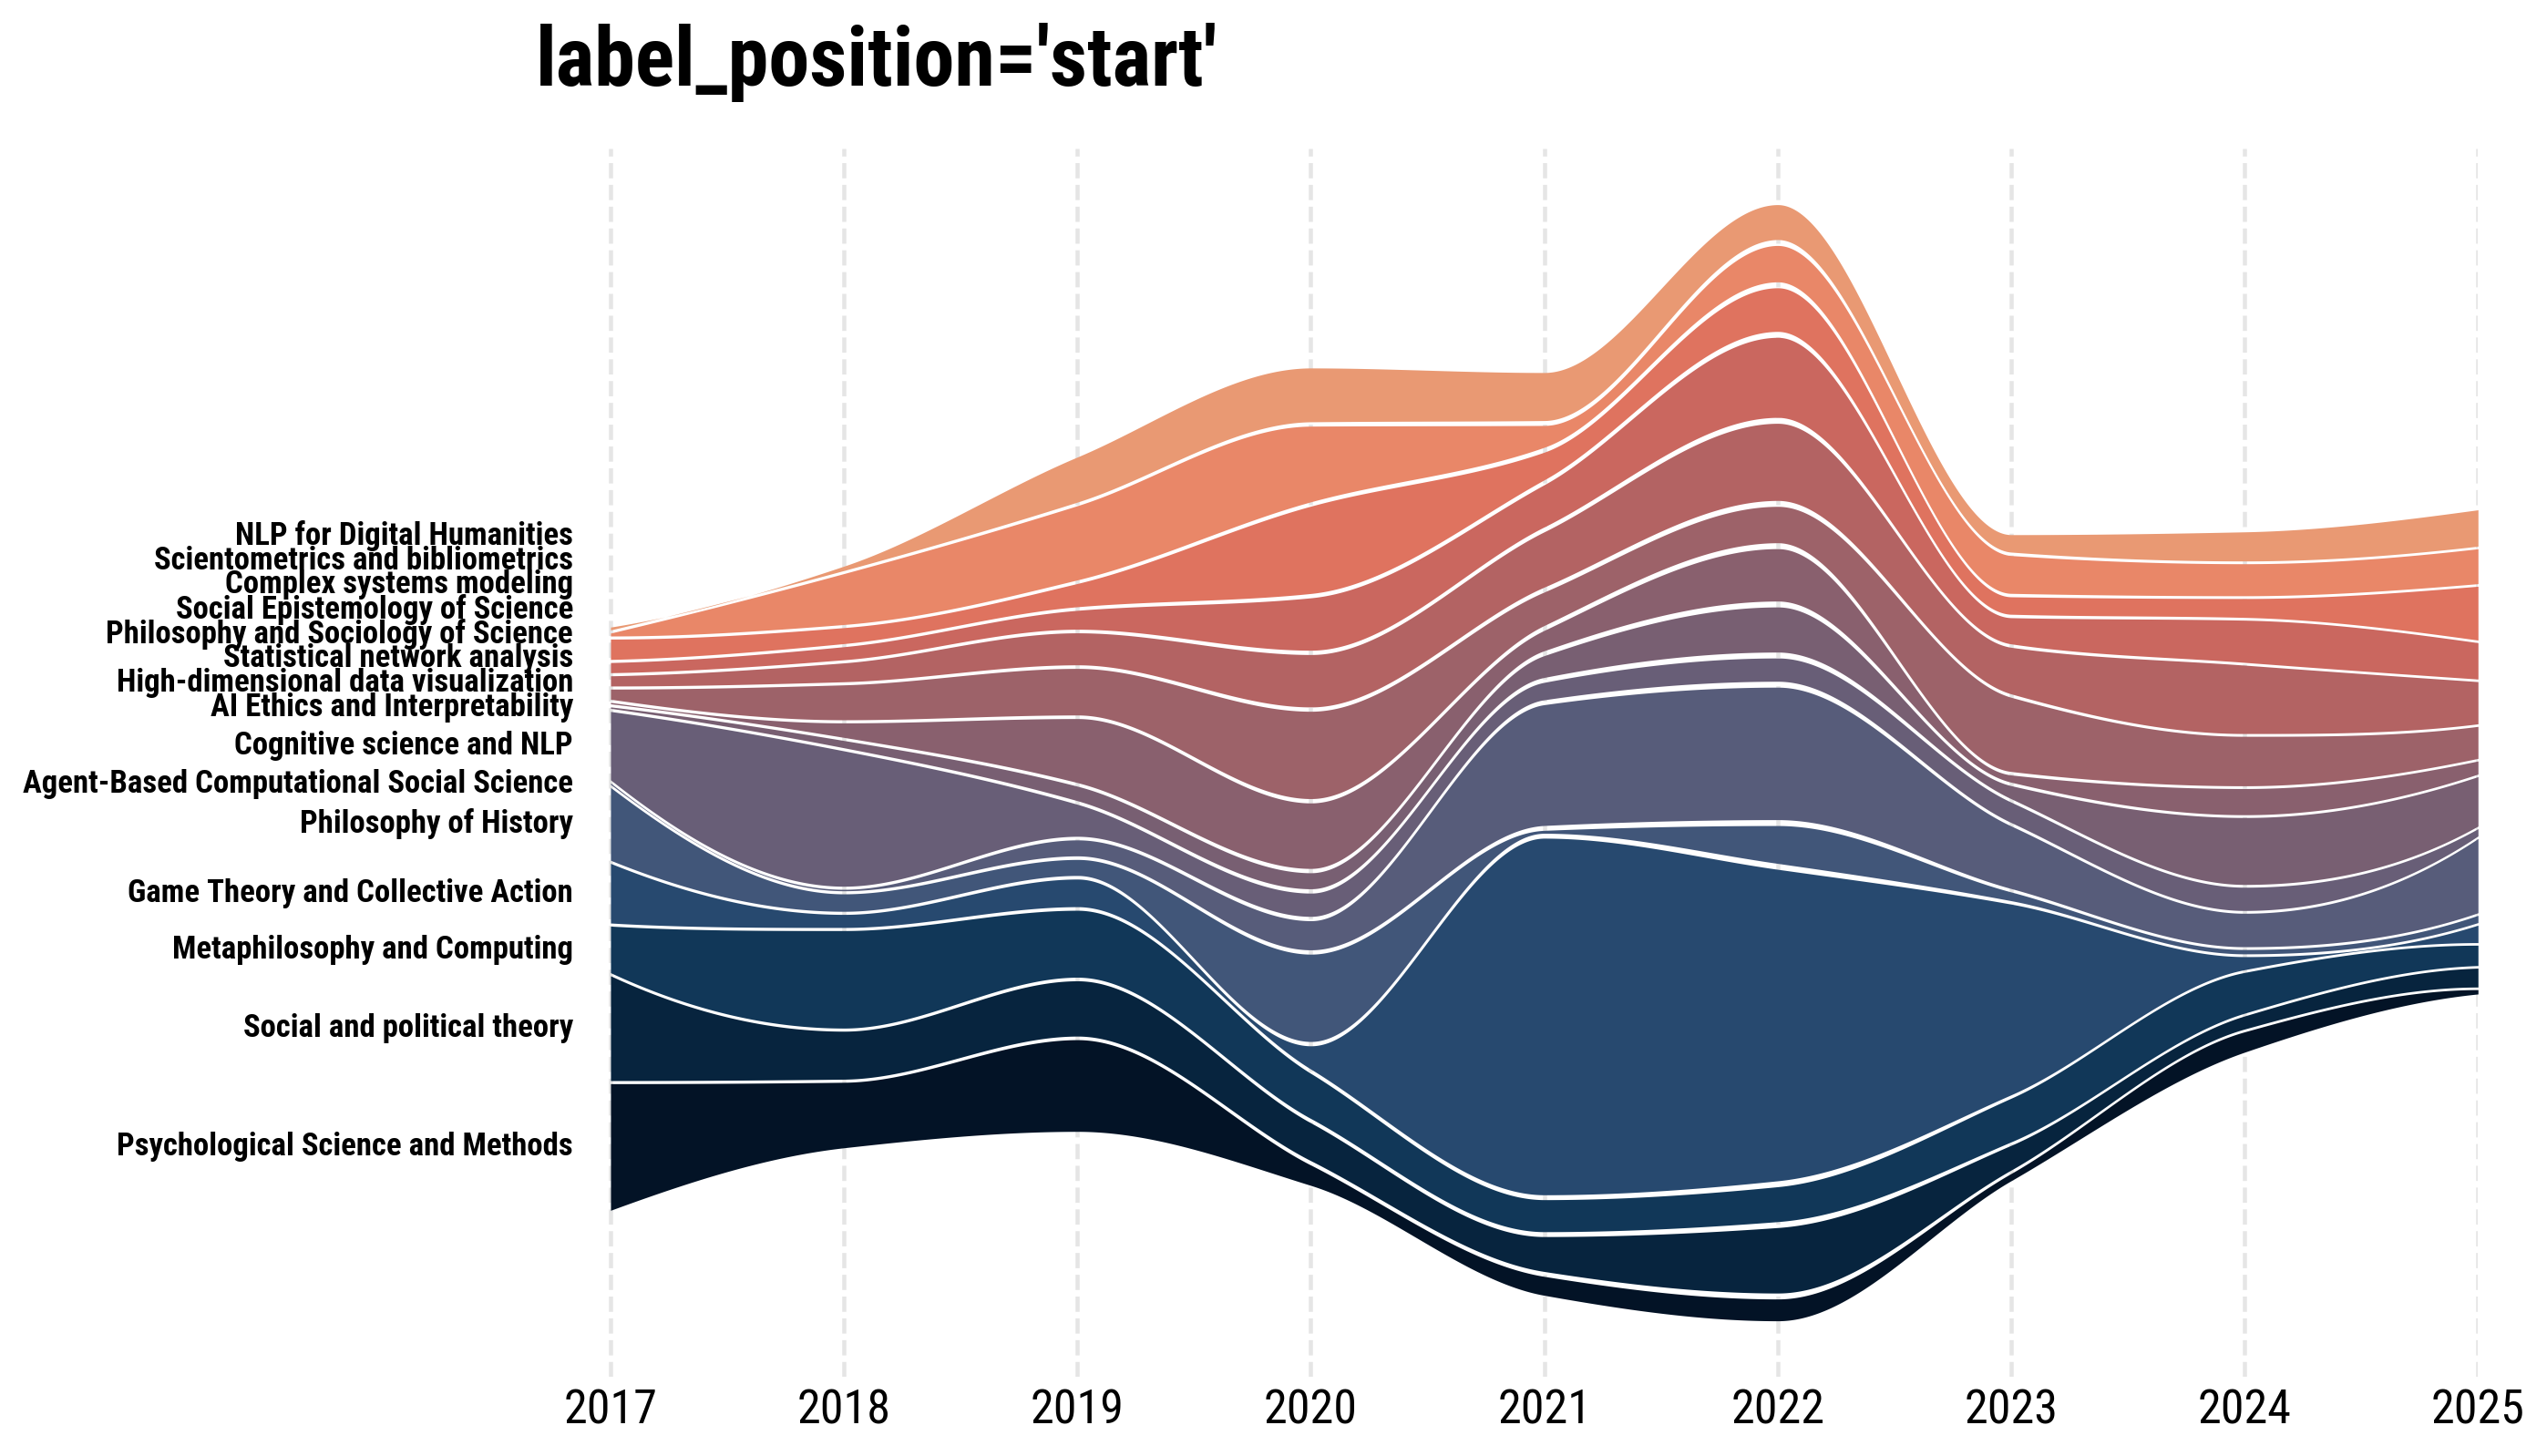 label_position='start'
NLP for Digital Humanities
Scientometrics and bibliometrics
Complex systems modeling
Social Epistemology of Science
Philosophy and Sociology of Science
Statistical network analysis
High-dimensional data visualization
AI Ethics and Interpretability
Cognitive science and NLP
Agent-Based Computational Social Science
Philosophy of History
Game Theory and Collective Action
Metaphilosophy and Computing
Social and political theory
Psychological Science and Methods
2017 2018 2019 2020 2021 2022 2023 2024 2025